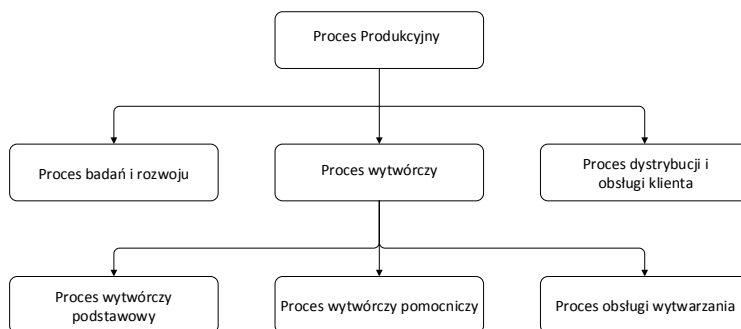 Proces Produkcyjny
Proces badań i rozwoju
Proces wytwórczy
Proces dystrybucji i
obsługi klienta
Proces wytwórczy
podstawowy
Proces wytwórczy pomocniczy
Proces obsługi wytwarzania